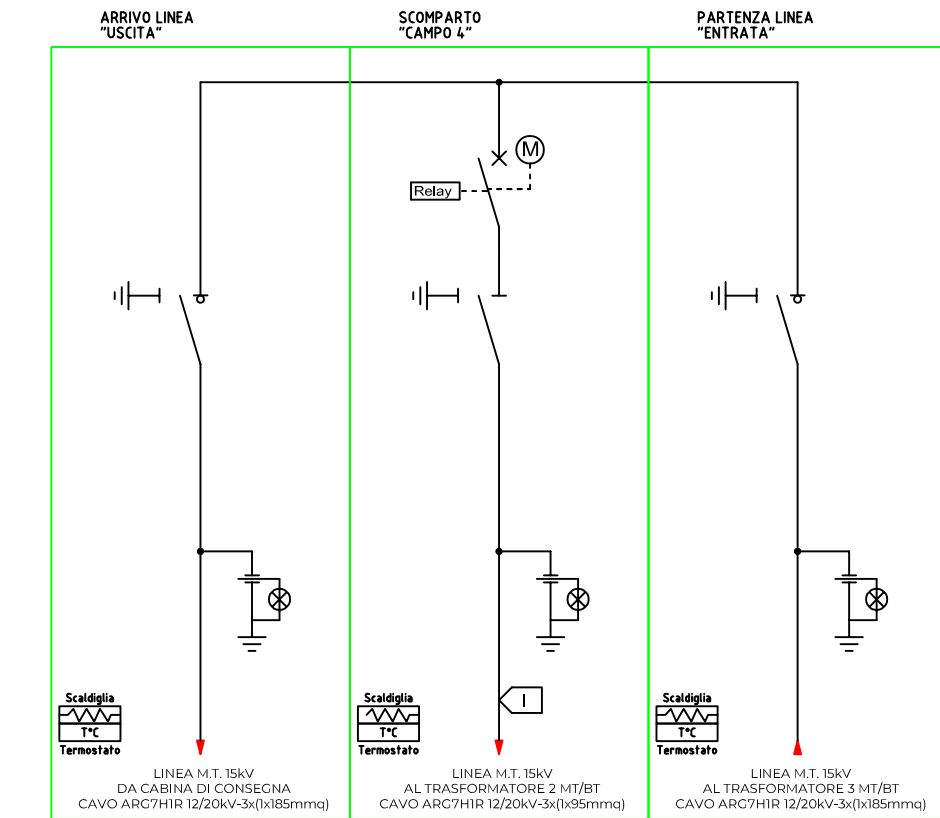 ARRIVO LINEA
"USCITA"
SCOMPARTO
"CAMPO 4"
PARTENZA LINEA
"ENTRATA"
M
Relay
I
Scaldiglia
T°C
Termostato
Scaldiglia
T°C
Termostato
Scaldiglia
T°C
Termostato
LINEA M.T. 15kV
DA CABINA DI CONSEGNA
CAVO ARG7H1R 12/20kV-3x(1x185mmq)
LINEA M.T. 15kV
AL TRASFORMATORE 2 MT/BT
CAVO ARG7H1R 12/20kV-3x(1x95mmq)
LINEA M.T. 15kV
AL TRASFORMATORE 3 MT/BT
CAVO ARG7H1R 12/20kV-3x(1x185mmq)